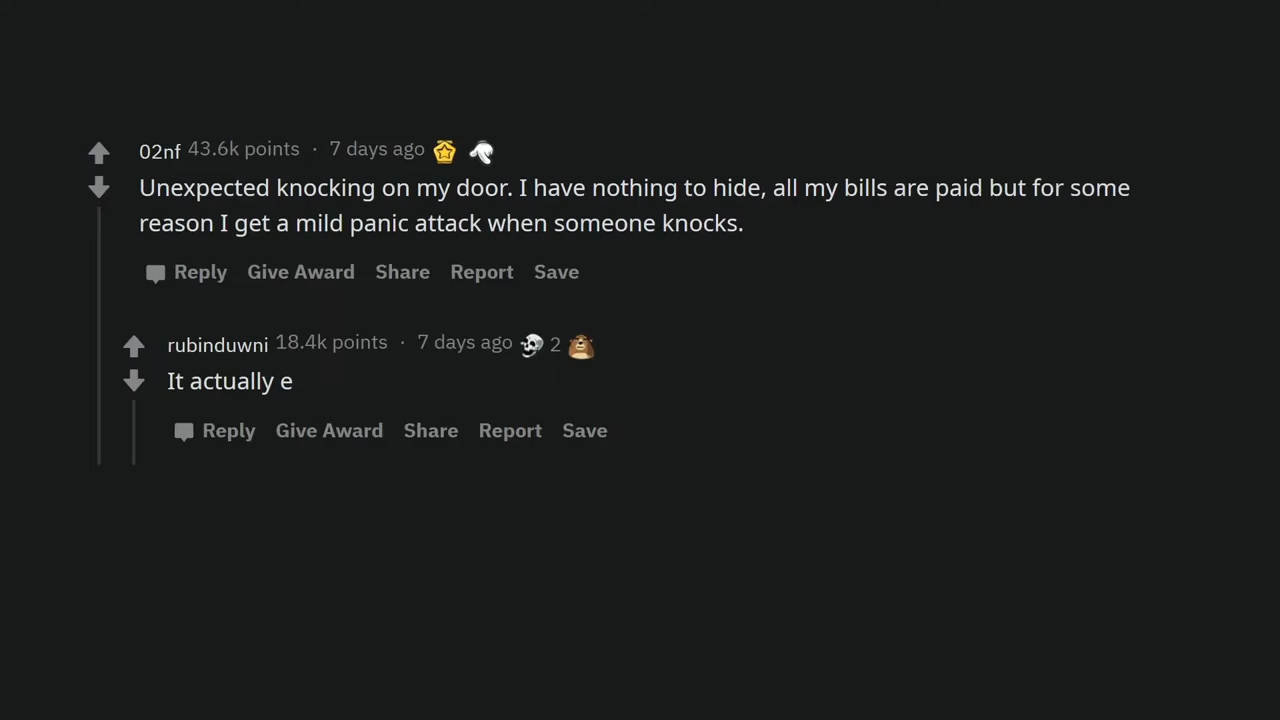 02nf 43.6k points · 7 days ago
Unexpected knocking on my door. I have nothing to hide, all my bills are paid but for some
reason I get a mild panic attack when someone knocks.
Reply Give Award Share Report Save
rubinduwni 18.4k points · 7 days ago 2
It actually e
Reply Give Award Share Report Save